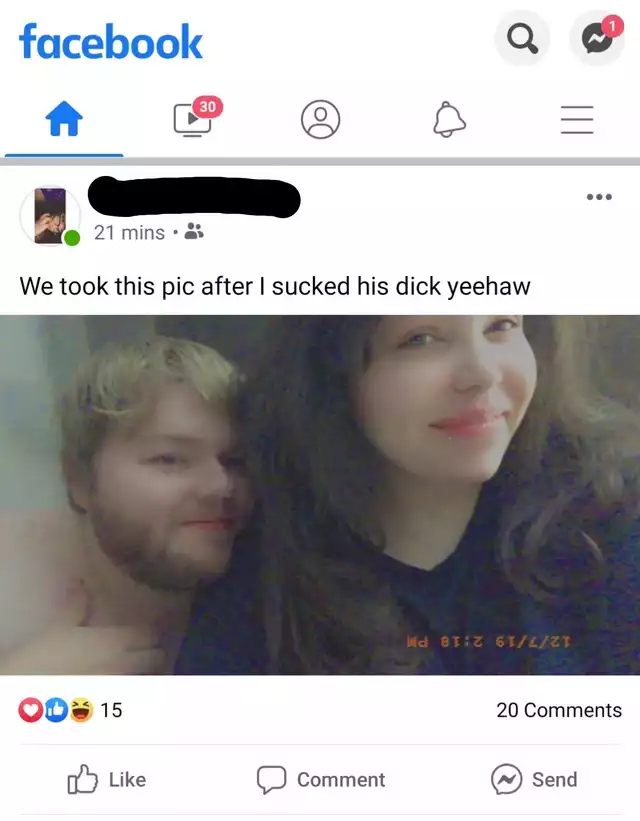 facebook
1
30
21 mins
We took this pic after I sucked his dick yeehaw
12/7/19 2:18 PM
15
20 Comments
Like
Comment
Send